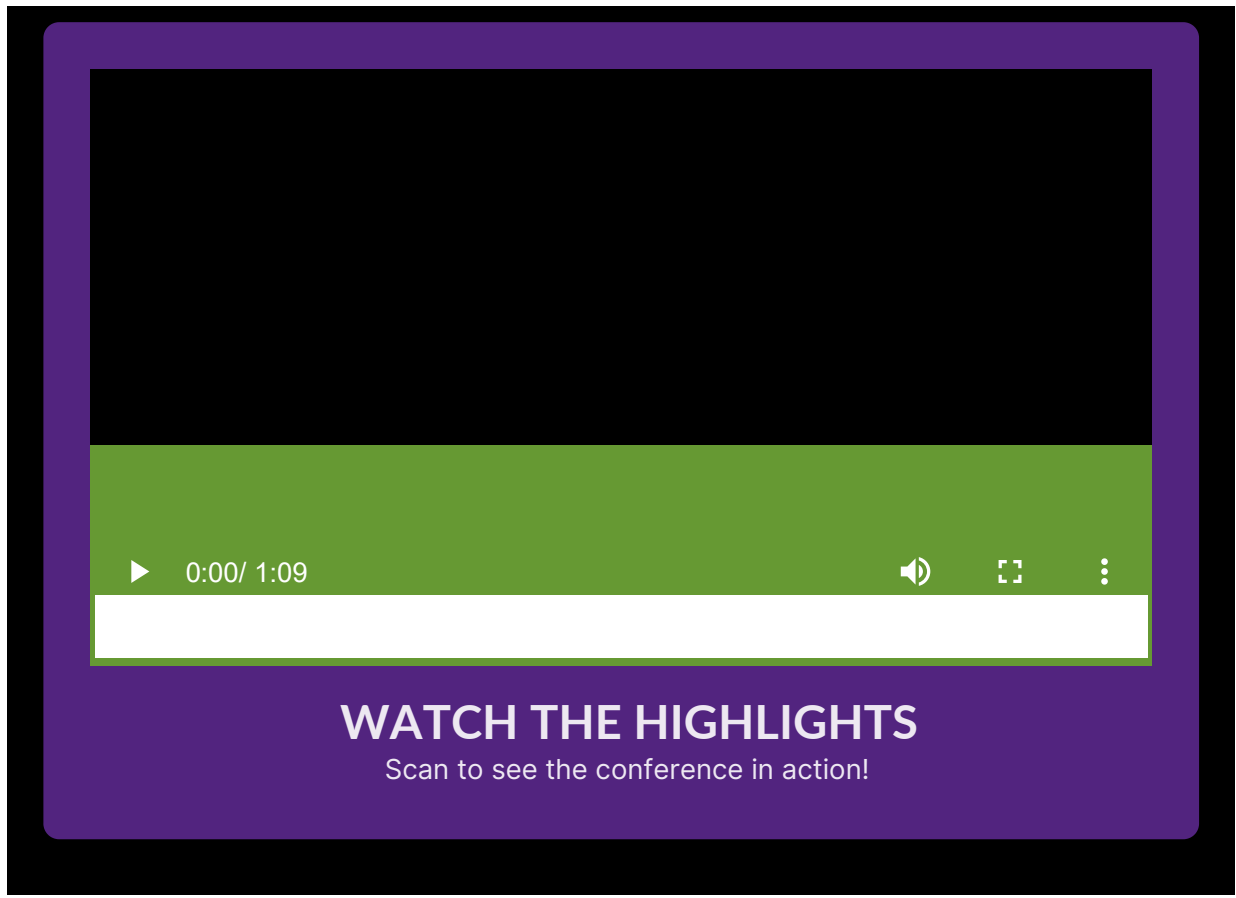 0:00/ 1:09
WATCH THE HIGHLIGHTS
Scan to see the conference in action!